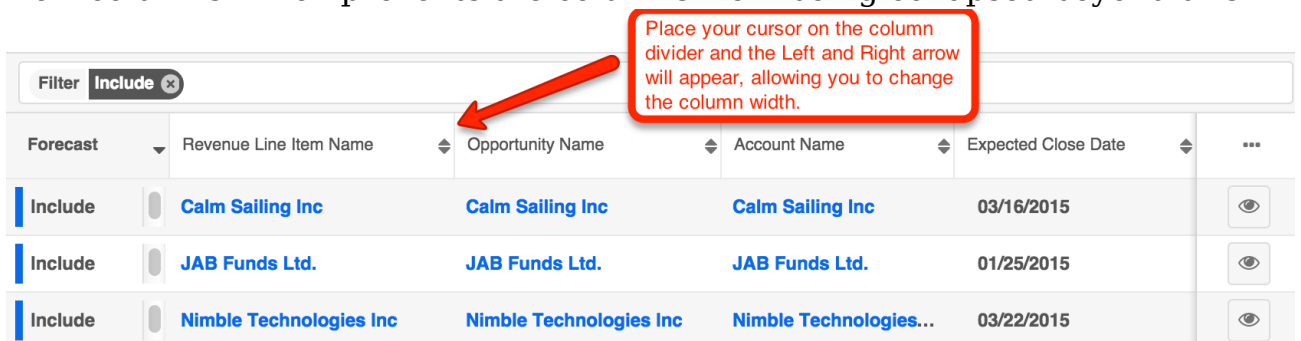 Place your cursor on the column
divider and the Left and Right arrow
will appear, allowing you to change
the column width.
Filter Include
Forecast Revenue Line Item Name Opportunity Name Account Name Expected Close Date
Include Calm Sailing Inc Calm Sailing Inc Calm Sailing Inc 03/16/2015
Include JAB Funds Ltd. JAB Funds Ltd. JAB Funds Ltd. 01/25/2015
Include Nimble Technologies Inc Nimble Technologies Inc Nimble Technologies... 03/22/2015